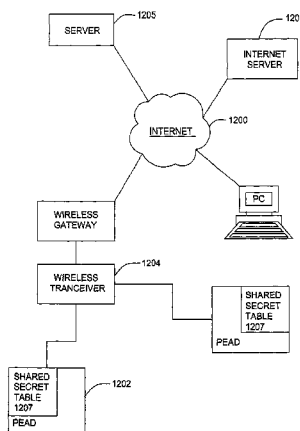 1205
SERVER
120
INTERNET
SERVER
1200
INTERNET
PC
WIRELESS
GATEWAY
1204
WIRELESS
TRANCEIVER
SHARED
SECRET
TABLE
1207
PEAD
SHARED
SECRET
TABLE
1207
PEAD
1202